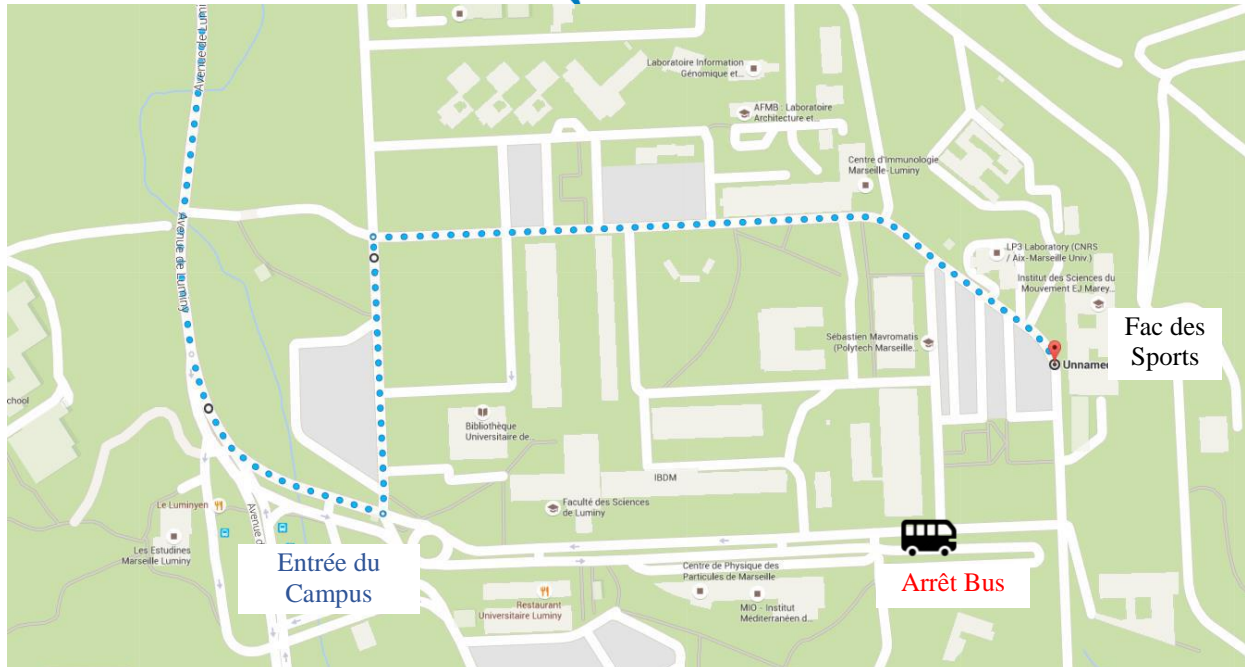 Avenue de Lumi
Laboratoire Information
Génomique et...
AFMB : Laboratoire
Architecture et...
Centre d'Immunologie
Marseille-Luminy
Avenue de Luminy
LP3 Laboratory (CNRS
/ Aix-Marseille Univ.)
Institut des Sciences du
Mouvement EJ Marey...
Fac des
Sports
Sébastien Mavromatis
(Polytech Marseille...
Unnamed
chool
Bibliothèque
Universitaire de...
IBDM
Le Luminyen
Faculté des Sciences
de Luminy
Avenue d
Les Estudines
Marseille Luminy
Entrée du
Campus
Centre de Physique des
Particules de Marseille
Arrêt Bus
Restaurant
Universitaire Luminy
MIO - Institut
Méditerranéen d...